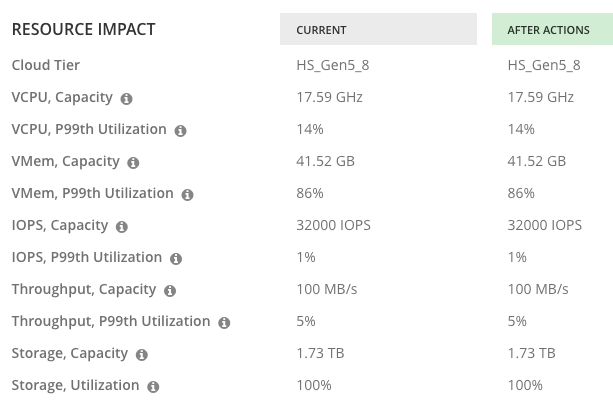 RESOURCE IMPACT CURRENT AFTER ACTIONS
Cloud Tier HS_Gen5_8 HS_Gen5_8
VCPU, Capacity 17.59 GHz 17.59 GHz
VCPU, P99th Utilization 14% 14%
VMem, Capacity 41.52 GB 41.52 GB
VMem, P99th Utilization 86% 86%
IOPS, Capacity 32000 IOPS 32000 IOPS
IOPS, P99th Utilization 1% 1%
Throughput, Capacity 100 MB/s 100 MB/s
Throughput, P99th Utilization 5% 5%
Storage, Capacity 1.73 TB 1.73 TB
Storage, Utilization 100% 100%